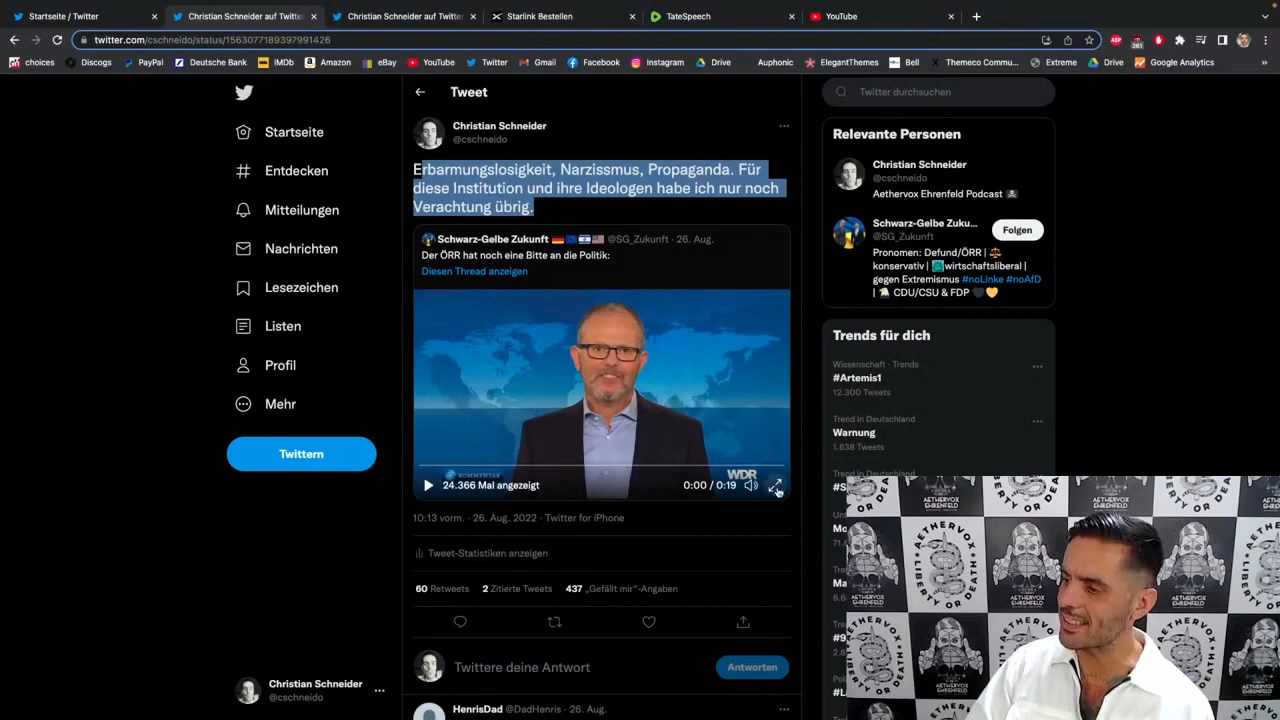 Startseite / Twitter
Christian Schneider auf Twitte
Christian Schneider auf Twitte
Starlink Bestellen
TateSpeech
YouTube
twitter.com/cschneido/status/1563077189397991426
ABP
361
choices
Discogs
PayPal
Deutsche Bank
IMDb
Amazon
eBay
YouTube
Twitter
Gmail
Facebook
Instagram
Drive
Auphonic
ElegantThemes
Bell
Themeco Commu...
Extreme
Drive
Google Analytics
Startseite
Entdecken
Mitteilungen
Nachrichten
Lesezeichen
Listen
Profil
Mehr
Twittern
Christian Schneider
@cschneido
Tweet
Christian Schneider
@cschneido
Erbarmungslosigkeit, Narzissmus, Propaganda. Für
diese Institution und ihre Ideologen habe ich nur noch
Verachtung übrig.
Schwarz-Gelbe Zukunft @SG_Zukunft · 26. Aug.
Der ÖRR hat noch eine Bitte an die Politik:
Diesen Thread anzeigen
KOMMENTAR
WDR
24.366 Mal angezeigt
0:00 / 0:19
10:13 vorm. · 26. Aug. 2022 · Twitter for iPhone
Tweet-Statistiken anzeigen
60 Retweets 2 Zitierte Tweets 437 „Gefällt mir“-Angaben
Twittere deine Antwort
Antworten
HenrisDad @DadHenris · 26. Aug.
Twitter durchsuchen
Relevante Personen
Christian Schneider
@cschneido
Aethervox Ehrenfeld Podcast
Schwarz-Gelbe Zuku...
@SG_Zukunft
Folgen
Pronomen: Defund/ÖRR |
konservativ | wirtschaftsliberal |
gegen Extremismus #noLinke #noAfD
| CDU/CSU & FDP
Trends für dich
Wissenschaft · Trends
#Artemis1
12.300 Tweets
Trend in Deutschland
Warnung
1.638 Tweets
Trend in Deutschland
AETHERVOX
EHRENFELD
AETHERVOX
LIBERTY OR DEATH
AETHERVOX
EHRENFELD